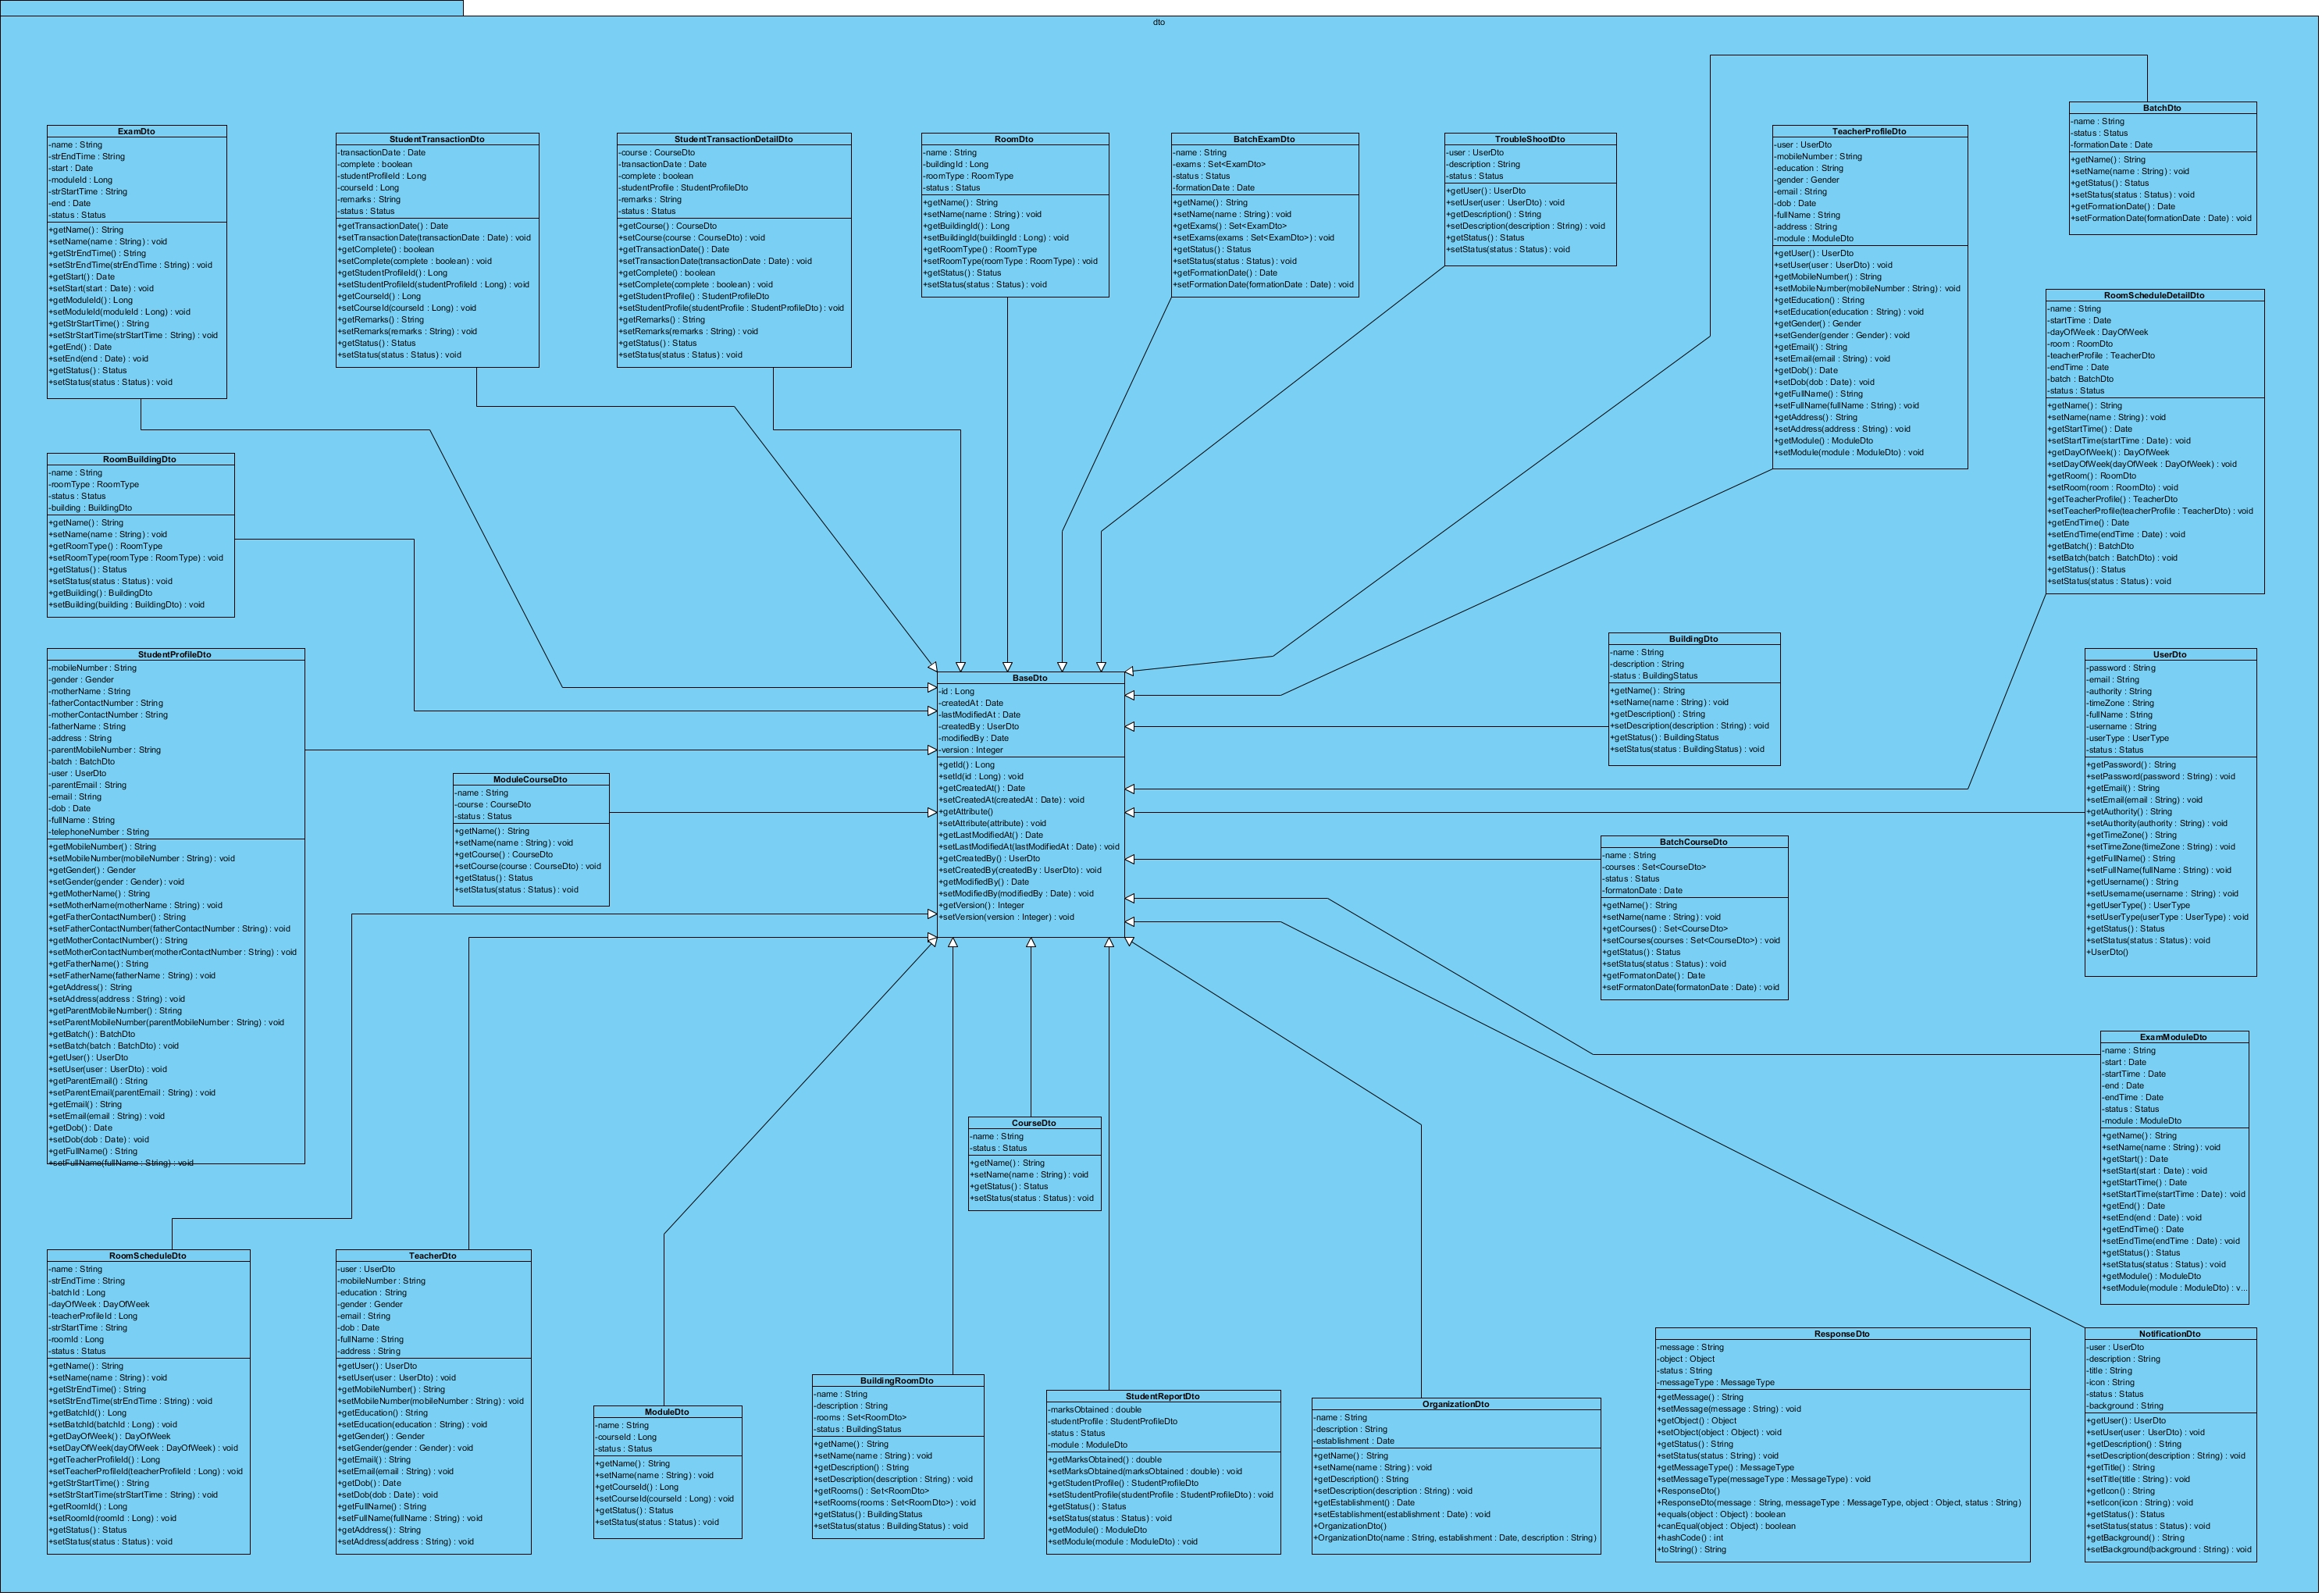 dto
ExamDto
-name : String
-strEndTime : String
-start : Date
-moduleId : Long
-strStartTime : String
-end : Date
-status : Status
+getName() : String
+setName(name : String) : void
+getStrEndTime() : String
+setStrEndTime(strEndTime : String) : void
+getStart() : Date
+setStart(start : Date) : void
+getModuleId() : Long
+setModuleId(moduleId : Long) : void
+getStrStartTime() : String
+setStrStartTime(strStartTime : String) : void
+getEnd() : Date
+setEnd(end : Date) : void
+getStatus() : Status
+setStatus(status : Status) : void
StudentTransactionDto
-transactionDate : Date
-complete : boolean
-studentProfileId : Long
-courseId : Long
-remarks : String
-status : Status
+getTransactionDate() : Date
+setTransactionDate(transactionDate : Date) : void
+getComplete() : boolean
+setComplete(complete : boolean) : void
+getStudentProfileId() : Long
+setStudentProfileId(studentProfileId : Long) : void
+getCourseId() : Long
+setCourseId(courseId : Long) : void
+getRemarks() : String
+setRemarks(remarks : String) : void
+getStatus() : Status
+setStatus(status : Status) : void
StudentTransactionDetailDto
-course : CourseDto
-transactionDate : Date
-complete : boolean
-studentProfile : StudentProfileDto
-remarks : String
-status : Status
+getCourse() : CourseDto
+setCourse(course : CourseDto) : void
+getTransactionDate() : Date
+setTransactionDate(transactionDate : Date) : void
+getComplete() : boolean
+setComplete(complete : boolean) : void
+getStudentProfile() : StudentProfileDto
+setStudentProfile(studentProfile : StudentProfileDto) : void
+getRemarks() : String
+setRemarks(remarks : String) : void
+getStatus() : Status
+setStatus(status : Status) : void
RoomDto
-name : String
-buildingId : Long
-roomType : RoomType
-status : Status
+getName() : String
+setName(name : String) : void
+getBuildingId() : Long
+setBuildingId(buildingId : Long) : void
+getRoomType() : RoomType
+setRoomType(roomType : RoomType) : void
+getStatus() : Status
+setStatus(status : Status) : void
BatchExamDto
-name : String
-exams : Set<ExamDto>
-status : Status
-formationDate : Date
+getName() : String
+setName(name : String) : void
+getExams() : Set<ExamDto>
+setExams(exams : Set<ExamDto>) : void
+getStatus() : Status
+setStatus(status : Status) : void
+getFormationDate() : Date
+setFormationDate(formationDate : Date) : void
TroubleShootDto
-user : UserDto
-description : String
-status : Status
+getUser() : UserDto
+setUser(user : UserDto) : void
+getDescription() : String
+setDescription(description : String) : void
+getStatus() : Status
+setStatus(status : Status) : void
TeacherProfileDto
-user : UserDto
-mobileNumber : String
-education : String
-gender : Gender
-email : String
-dob : Date
-fullName : String
-address : String
-module : ModuleDto
+getUser() : UserDto
+setUser(user : UserDto) : void
+getMobileNumber() : String
+setMobileNumber(mobileNumber : String) : void
+getEducation() : String
+setEducation(education : String) : void
+getGender() : Gender
+setGender(gender : Gender) : void
+getEmail() : String
+setEmail(email : String) : void
+getDob() : Date
+setDob(dob : Date) : void
+getFullName() : String
+setFullName(fullName : String) : void
+getAddress() : String
+setAddress(address : String) : void
+getModule() : ModuleDto
+setModule(module : ModuleDto) : void
BatchDto
-name : String
-status : Status
-formationDate : Date
+getName() : String
+setName(name : String) : void
+getStatus() : Status
+setStatus(status : Status) : void
+getFormationDate() : Date
+setFormationDate(formationDate : Date) : void
RoomScheduleDetailDto
-name : String
-startTime : Date
-dayOfWeek : DayOfWeek
-room : RoomDto
-teacherProfile : TeacherDto
-endTime : Date
-batch : BatchDto
-status : Status
+getName() : String
+setName(name : String) : void
+getStartTime() : Date
+setStartTime(startTime : Date) : void
+getDayOfWeek() : DayOfWeek
+setDayOfWeek(dayOfWeek : DayOfWeek) : void
+getRoom() : RoomDto
+setRoom(room : RoomDto) : void
+getTeacherProfile() : TeacherDto
+setTeacherProfile(teacherProfile : TeacherDto) : void
+getEndTime() : Date
+setEndTime(endTime : Date) : void
+getBatch() : BatchDto
+setBatch(batch : BatchDto) : void
+getStatus() : Status
+setStatus(status : Status) : void
RoomBuildingDto
-name : String
-roomType : RoomType
-status : Status
-building : BuildingDto
+getName() : String
+setName(name : String) : void
+getRoomType() : RoomType
+setRoomType(roomType : RoomType) : void
+getStatus() : Status
+setStatus(status : Status) : void
+getBuilding() : BuildingDto
+setBuilding(building : BuildingDto) : void
StudentProfileDto
-mobileNumber : String
-gender : Gender
-motherName : String
-fatherContactNumber : String
-motherContactNumber : String
-fatherName : String
-address : String
-parentMobileNumber : String
-batch : BatchDto
-user : UserDto
-parentEmail : String
-email : String
-dob : Date
-fullName : String
-telephoneNumber : String
+getMobileNumber() : String
+setMobileNumber(mobileNumber : String) : void
+getGender() : Gender
+setGender(gender : Gender) : void
+getMotherName() : String
+setMotherName(motherName : String) : void
+getFatherContactNumber() : String
+setFatherContactNumber(fatherContactNumber : String) : void
+getMotherContactNumber() : String
+setMotherContactNumber(motherContactNumber : String) : void
+getFatherName() : String
+setFatherName(fatherName : String) : void
+getAddress() : String
+setAddress(address : String) : void
+getParentMobileNumber() : String
+setParentMobileNumber(parentMobileNumber : String) : void
+getBatch() : BatchDto
+setBatch(batch : BatchDto) : void
+getUser() : UserDto
+setUser(user : UserDto) : void
+getParentEmail() : String
+setParentEmail(parentEmail : String) : void
+getEmail() : String
+setEmail(email : String) : void
+getDob() : Date
+setDob(dob : Date) : void
+getFullName() : String
+setFullName(fullName : String) : void
ModuleCourseDto
-name : String
-course : CourseDto
-status : Status
+getName() : String
+setName(name : String) : void
+getCourse() : CourseDto
+setCourse(course : CourseDto) : void
+getStatus() : Status
+setStatus(status : Status) : void
BaseDto
-id : Long
-createdAt : Date
-lastModifiedAt : Date
-createdBy : UserDto
-modifiedBy : Date
-version : Integer
+getId() : Long
+setId(id : Long) : void
+getCreatedAt() : Date
+setCreatedAt(createdAt : Date) : void
+getAttribute()
+setAttribute(attribute) : void
+getLastModifiedAt() : Date
+setLastModifiedAt(lastModifiedAt : Date) : void
+getCreatedBy() : UserDto
+setCreatedBy(createdBy : UserDto) : void
+getModifiedBy() : Date
+setModifiedBy(modifiedBy : Date) : void
+getVersion() : Integer
+setVersion(version : Integer) : void
BuildingDto
-name : String
-description : String
-status : BuildingStatus
+getName() : String
+setName(name : String) : void
+getDescription() : String
+setDescription(description : String) : void
+getStatus() : BuildingStatus
+setStatus(status : BuildingStatus) : void
UserDto
-password : String
-email : String
-authority : String
-timeZone : String
-fullName : String
-username : String
-userType : UserType
-status : Status
+getPassword() : String
+setPassword(password : String) : void
+getEmail() : String
+setEmail(email : String) : void
+getAuthority() : String
+setAuthority(authority : String) : void
+getTimeZone() : String
+setTimeZone(timeZone : String) : void
+getFullName() : String
+setFullName(fullName : String) : void
+getUsername() : String
+setUsername(username : String) : void
+getUserType() : UserType
+setUserType(userType : UserType) : void
+getStatus() : Status
+setStatus(status : Status) : void
+UserDto()
BatchCourseDto
-name : String
-courses : Set<CourseDto>
-status : Status
-formatonDate : Date
+getName() : String
+setName(name : String) : void
+getCourses() : Set<CourseDto>
+setCourses(courses : Set<CourseDto>) : void
+getStatus() : Status
+setStatus(status : Status) : void
+getFormatonDate() : Date
+setFormatonDate(formatonDate : Date) : void
ExamModuleDto
-name : String
-start : Date
-startTime : Date
-end : Date
-endTime : Date
-status : Status
-module : ModuleDto
+getName() : String
+setName(name : String) : void
+getStart() : Date
+setStart(start : Date) : void
+getStartTime() : Date
+setStartTime(startTime : Date) : void
+getEnd() : Date
+setEnd(end : Date) : void
+getEndTime() : Date
+setEndTime(endTime : Date) : void
+getStatus() : Status
+setStatus(status : Status) : void
+getModule() : ModuleDto
+setModule(module : ModuleDto) : v...
CourseDto
-name : String
-status : Status
+getName() : String
+setName(name : String) : void
+getStatus() : Status
+setStatus(status : Status) : void
RoomScheduleDto
-name : String
-strEndTime : String
-batchId : Long
-dayOfWeek : DayOfWeek
-teacherProfileId : Long
-strStartTime : String
-roomId : Long
-status : Status
+getName() : String
+setName(name : String) : void
+getStrEndTime() : String
+setStrEndTime(strEndTime : String) : void
+getBatchId() : Long
+setBatchId(batchId : Long) : void
+getDayOfWeek() : DayOfWeek
+setDayOfWeek(dayOfWeek : DayOfWeek) : void
+getTeacherProfileId() : Long
+setTeacherProfileId(teacherProfileId : Long) : void
+getStrStartTime() : String
+setStrStartTime(strStartTime : String) : void
+getRoomId() : Long
+setRoomId(roomId : Long) : void
+getStatus() : Status
+setStatus(status : Status) : void
TeacherDto
-user : UserDto
-mobileNumber : String
-education : String
-gender : Gender
-email : String
-dob : Date
-fullName : String
-address : String
+getUser() : UserDto
+setUser(user : UserDto) : void
+getMobileNumber() : String
+setMobileNumber(mobileNumber : String) : void
+getEducation() : String
+setEducation(education : String) : void
+getGender() : Gender
+setGender(gender : Gender) : void
+getEmail() : String
+setEmail(email : String) : void
+getDob() : Date
+setDob(dob : Date) : void
+getFullName() : String
+setFullName(fullName : String) : void
+getAddress() : String
+setAddress(address : String) : void
ModuleDto
-name : String
-courseId : Long
-status : Status
+getName() : String
+setName(name : String) : void
+getCourseId() : Long
+setCourseId(courseId : Long) : void
+getStatus() : Status
+setStatus(status : Status) : void
BuildingRoomDto
-name : String
-description : String
-rooms : Set<RoomDto>
-status : BuildingStatus
+getName() : String
+setName(name : String) : void
+getDescription() : String
+setDescription(description : String) : void
+getRooms() : Set<RoomDto>
+setRooms(rooms : Set<RoomDto>) : void
+getStatus() : BuildingStatus
+setStatus(status : BuildingStatus) : void
StudentReportDto
-marksObtained : double
-studentProfile : StudentProfileDto
-status : Status
-module : ModuleDto
+getMarksObtained() : double
+setMarksObtained(marksObtained : double) : void
+getStudentProfile() : StudentProfileDto
+setStudentProfile(studentProfile : StudentProfileDto) : void
+getStatus() : Status
+setStatus(status : Status) : void
+getModule() : ModuleDto
+setModule(module : ModuleDto) : void
OrganizationDto
-name : String
-description : String
-establishment : Date
+getName() : String
+setName(name : String) : void
+getDescription() : String
+setDescription(description : String) : void
+getEstablishment() : Date
+setEstablishment(establishment : Date) : void
+OrganizationDto()
+OrganizationDto(name : String, establishment : Date, description : String)
ResponseDto
-message : String
-object : Object
-status : String
-messageType : MessageType
+getMessage() : String
+setMessage(message : String) : void
+getObject() : Object
+setObject(object : Object) : void
+getStatus() : String
+setStatus(status : String) : void
+getMessageType() : MessageType
+setMessageType(messageType : MessageType) : void
+ResponseDto()
+ResponseDto(message : String, messageType : MessageType, object : Object, status : String)
+equals(object : Object) : boolean
+canEqual(object : Object) : boolean
+hashCode() : int
+toString() : String
NotificationDto
-user : UserDto
-description : String
-title : String
-icon : String
-status : Status
-background : String
+getUser() : UserDto
+setUser(user : UserDto) : void
+getDescription() : String
+setDescription(description : String) : void
+getTitle() : String
+setTitle(title : String) : void
+getIcon() : String
+setIcon(icon : String) : void
+getStatus() : Status
+setStatus(status : Status) : void
+getBackground() : String
+setBackground(background : String) : void